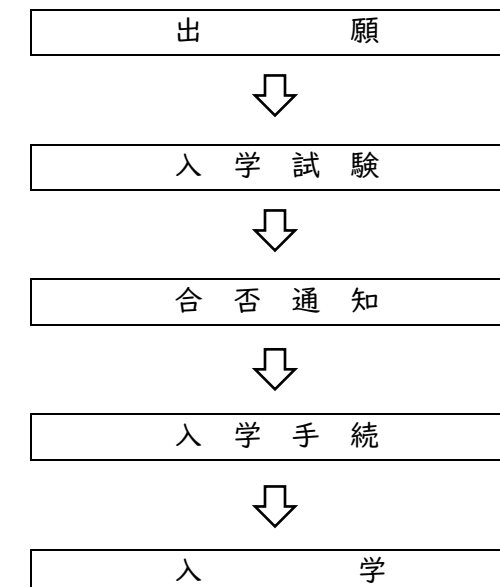 出願
入学試験
合否通知
入学手続
入学